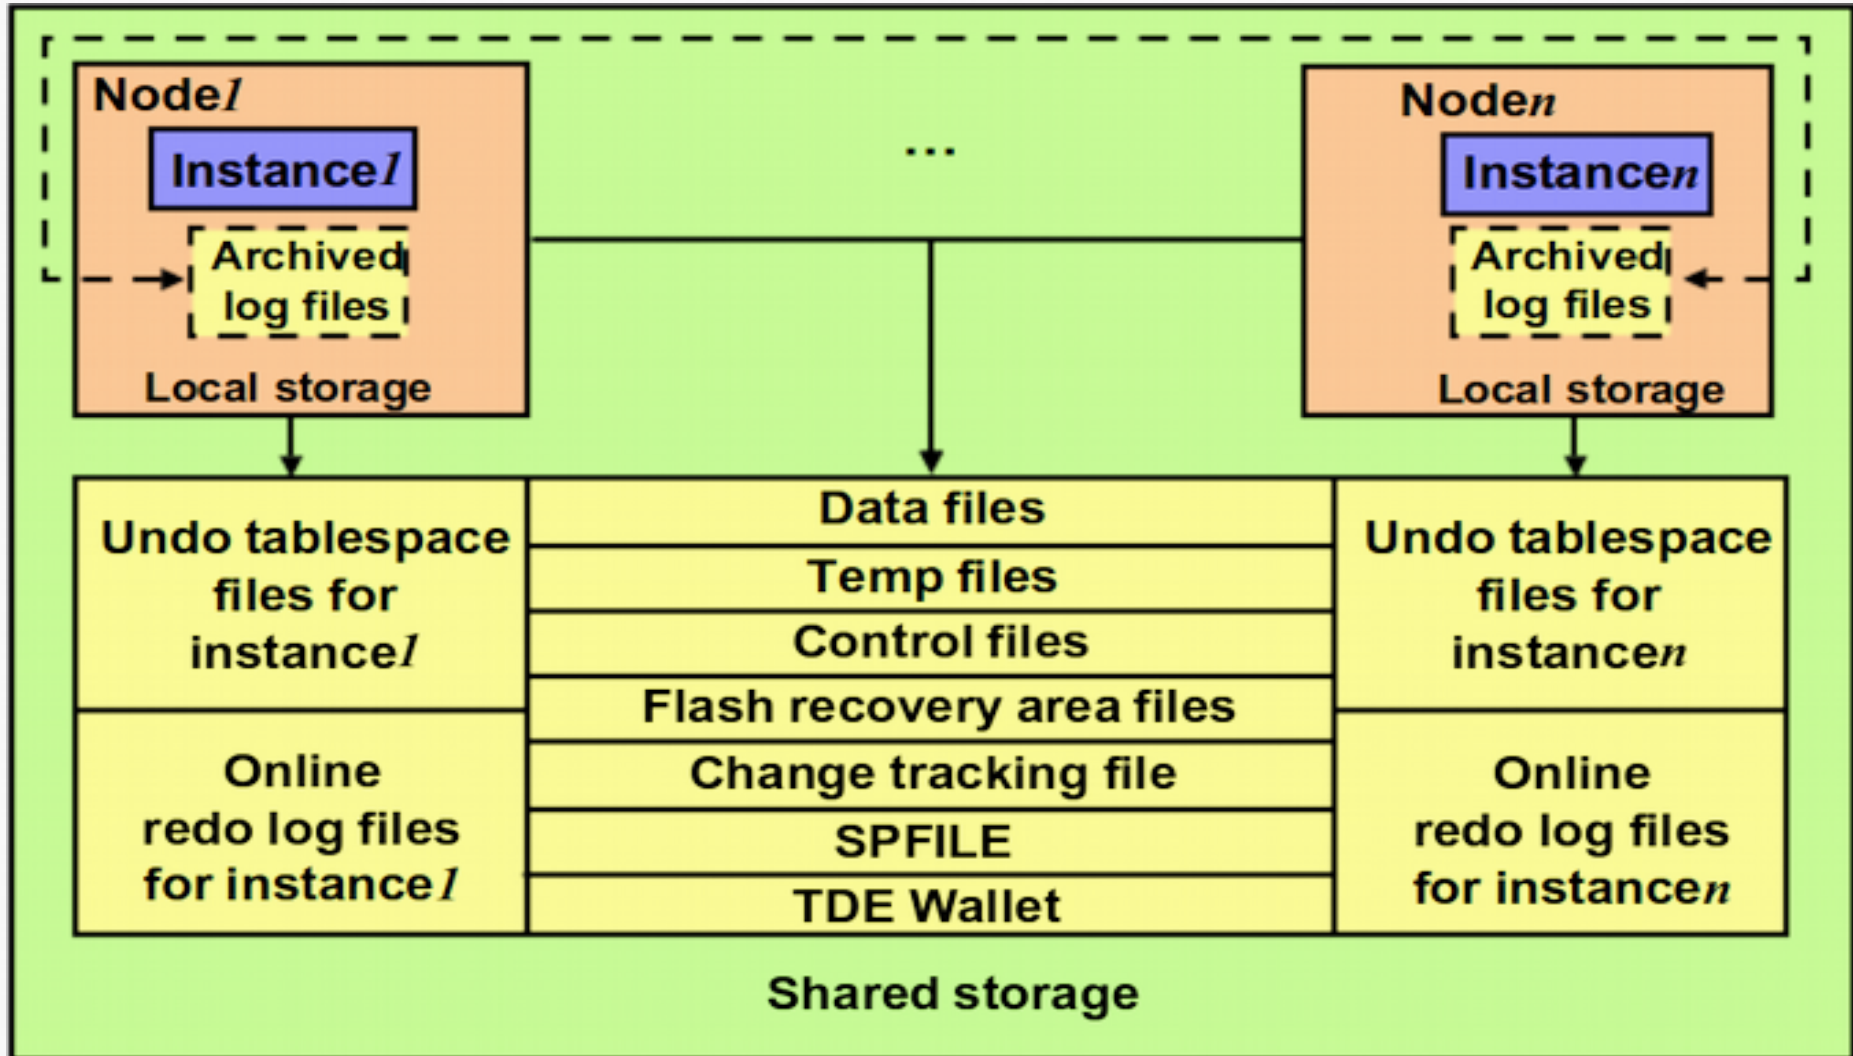 Node1
Instance1
Archived
log files
Local storage
...
Noden
Instancen
Archived
log files
Local storage
Undo tablespace
files for
instance1
Online
redo log files
for instance1
Data files
Temp files
Control files
Flash recovery area files
Change tracking file
SPFILE
TDE Wallet
Undo tablespace
files for
instancen
Online
redo log files
for instancen
Shared storage